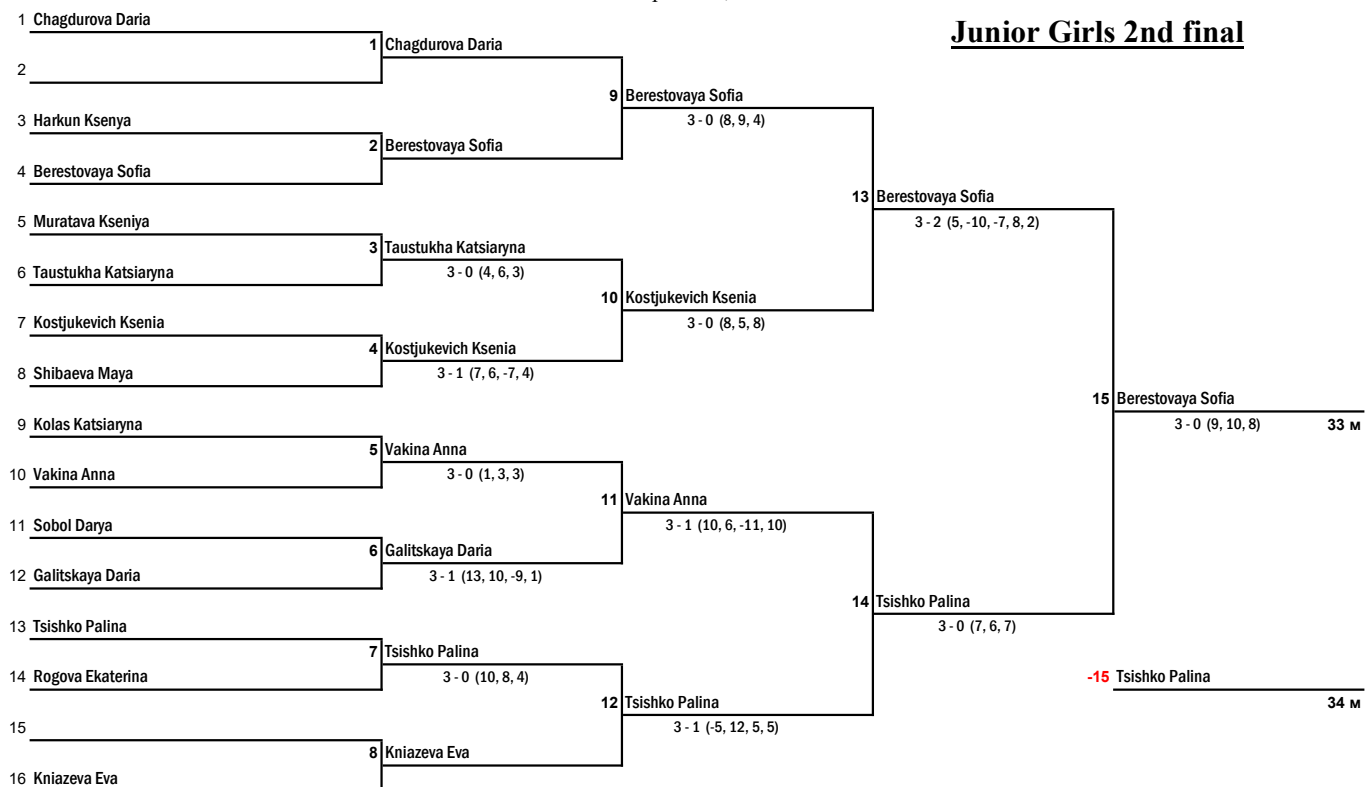 Junior Girls 2nd final
1 Chagdurova Daria
1 Chagdurova Daria
2
9 Berestovaya Sofia
3 - 0 (8, 9, 4)
3 Harkun Ksenya
2 Berestovaya Sofia
4 Berestovaya Sofia
13 Berestovaya Sofia
3 - 2 (5, -10, -7, 8, 2)
5 Muratava Kseniya
3 Taustukha Katsiaryna
3 - 0 (4, 6, 3)
6 Taustukha Katsiaryna
10 Kostjukevich Ksenia
3 - 0 (8, 5, 8)
7 Kostjukevich Ksenia
4 Kostjukevich Ksenia
3 - 1 (7, 6, -7, 4)
8 Shibaeva Maya
15 Berestovaya Sofia
3 - 0 (9, 10, 8) 33 м
9 Kolas Katsiaryna
5 Vakina Anna
3 - 0 (1, 3, 3)
10 Vakina Anna
11 Vakina Anna
3 - 1 (10, 6, -11, 10)
11 Sobol Darya
6 Galitskaya Daria
3 - 1 (13, 10, -9, 1)
12 Galitskaya Daria
14 Tsishko Palina
3 - 0 (7, 6, 7)
13 Tsishko Palina
7 Tsishko Palina
3 - 0 (10, 8, 4)
14 Rogova Ekaterina
-15 Tsishko Palina
34 м
12 Tsishko Palina
3 - 1 (-5, 12, 5, 5)
15
8 Kniazeva Eva
16 Kniazeva Eva